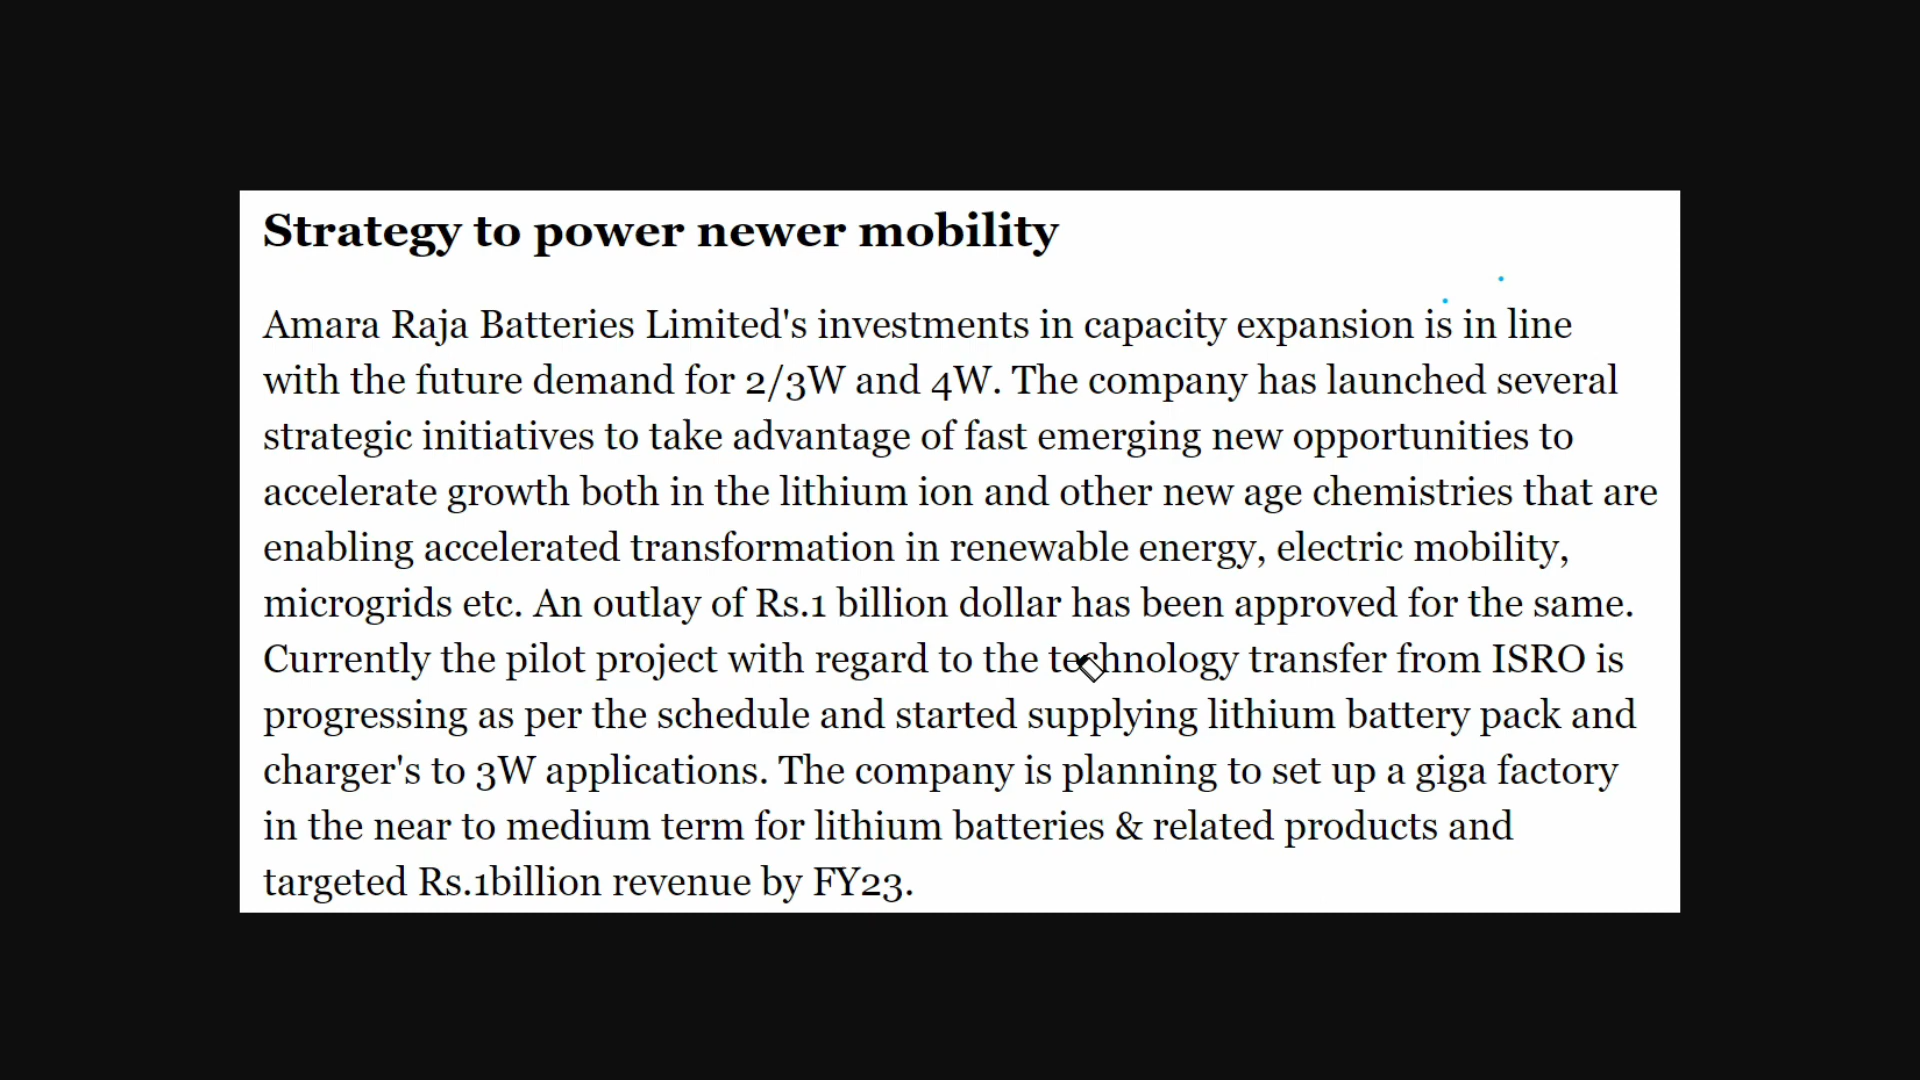 Strategy to power newer mobility
Amara Raja Batteries Limited's investments in capacity expansion is in line
with the future demand for 2/3W and 4W. The company has launched several
strategic initiatives to take advantage of fast emerging new opportunities to
accelerate growth both in the lithium ion and other new age chemistries that are
enabling accelerated transformation in renewable energy, electric mobility,
microgrids etc. An outlay of Rs.1 billion dollar has been approved for the same.
Currently the pilot project with regard to the technology transfer from ISRO is
progressing as per the schedule and started supplying lithium battery pack and
charger's to 3W applications. The company is planning to set up a giga factory
in the near to medium term for lithium batteries & related products and
targeted Rs.1billion revenue by FY23.